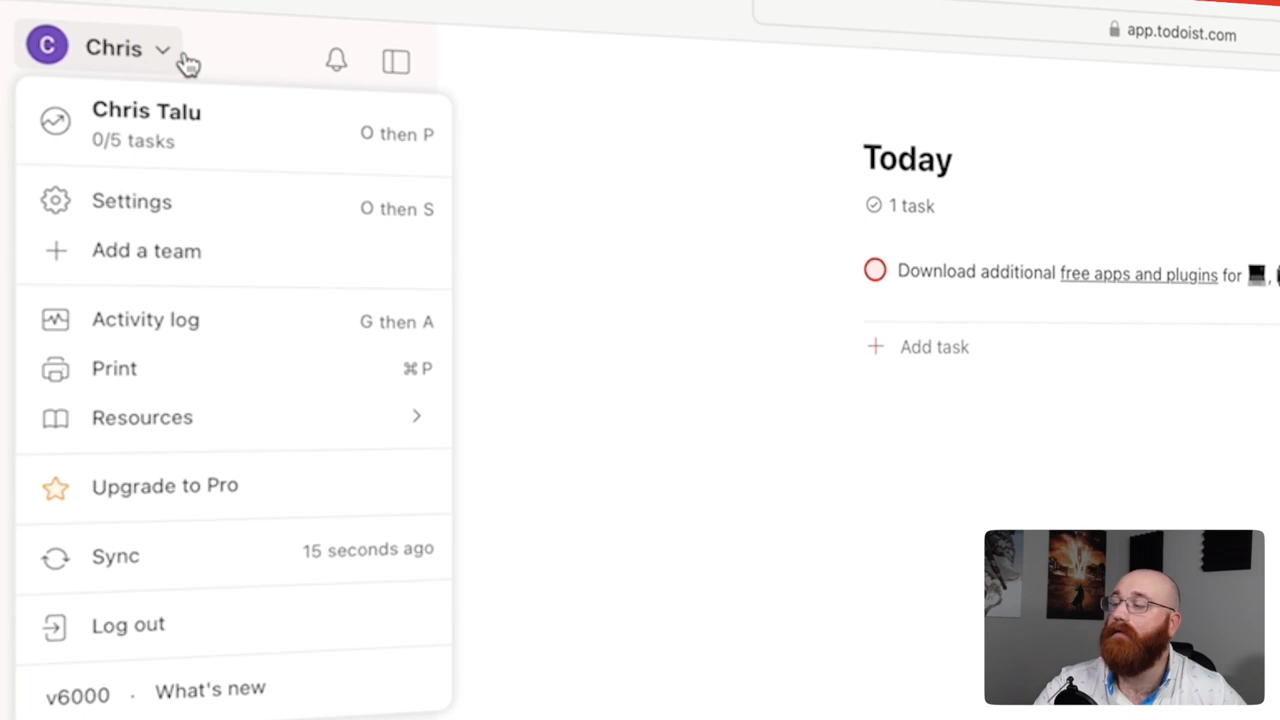 C Chris
app.todoist.com
Chris Talu
0/5 tasks
O then P
Settings
O then S
Add a team
Activity log
G then A
Print
⌘P
Resources
Upgrade to Pro
Sync
15 seconds ago
Log out
v6000 · What's new
Today
1 task
Download additional free apps and plugins for 💻,
+ Add task